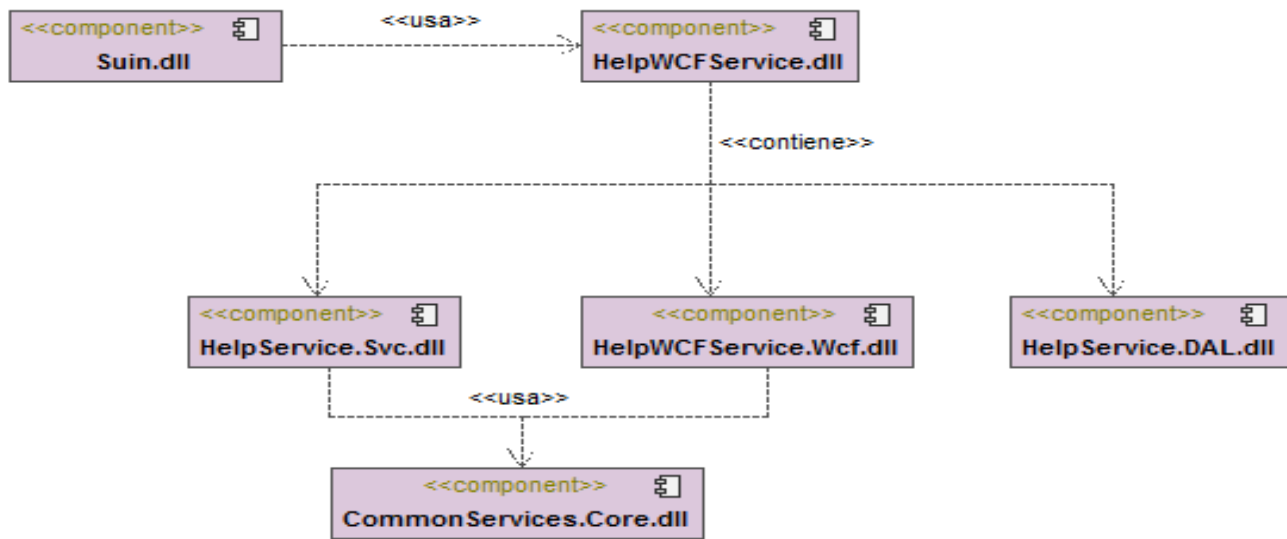 <<component>>
Suin.dll
<<usa>>
<<component>>
HelpWCFService.dll
<<contiene>>
<<component>>
HelpService.Svc.dll
<<component>>
HelpWCFService.Wcf.dll
<<component>>
HelpService.DAL.dll
<<usa>>
<<component>>
CommonServices.Core.dll